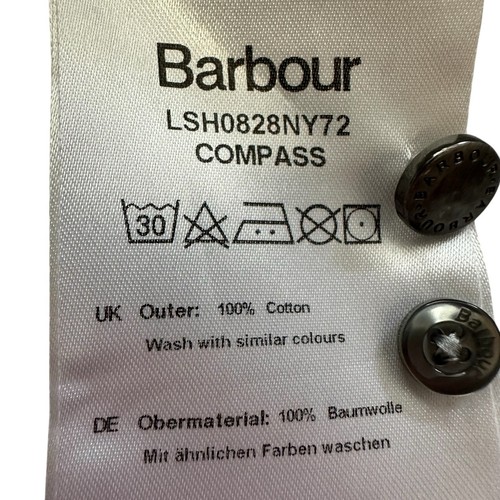 Barbour
LSH0828NY72
COMPASS
30
UK Outer: 100% Cotton
Wash with similar colours
DE Obermaterial: 100% Baumwolle
Mit ähnlichen Farben waschen
BARBOUR
BARBOUR